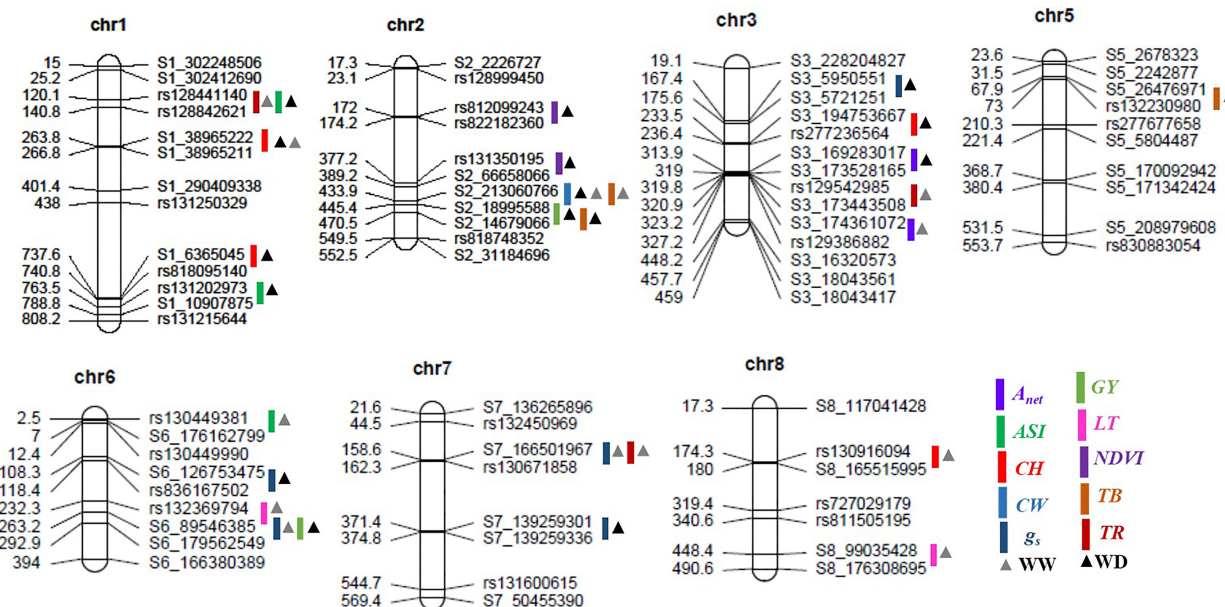 chr1
15 S1_302248506
25.2 S1_302412690
120.1 rs128441140
140.8 rs128842621
263.8 S1_38965222
266.8 S1_38965211
401.4 S1_290409338
438 rs131250329
737.6 S1_6365045
740.8 rs818095140
763.5 rs131202973
788.8 S1_10907875
808.2 rs131215644
chr2
17.3 S2_2226727
23.1 rs128999450
172 rs812099243
174.2 rs822182360
377.2 rs131350195
389.2 S2_66658066
433.9 S2_213060766
445.4 S2_18995588
470.5 S2_14679066
549.5 rs818748352
552.5 S2_31184696
chr3
19.1 S3_228204827
167.4 S3_5950551
175.6 S3_5721251
233.5 S3_194753667
236.4 rs277236564
313.9 S3_169283017
319 S3_173528165
319.8 rs129542985
320.9 S3_173443508
323.2 S3_174361072
327.2 rs129386882
448.2 S3_16320573
457.7 S3_18043561
459 S3_18043417
chr5
23.6 S5_2678323
31.5 S5_2242877
67.9 S5_26476971
73 rs132230980
210.3 rs277677658
221.4 S5_5804487
368.7 S5_170092942
380.4 S5_171342424
531.5 S5_208979608
553.7 rs830883054
chr6
2.5 rs130449381
7 S6_176162799
12.4 rs130449990
108.3 S6_126753475
118.4 rs836167502
232.3 rs132369794
263.2 S6_89546385
292.9 S6_179562549
394 S6_166380389
chr7
21.6 S7_136265896
44.5 rs132450969
158.6 S7_166501967
162.3 rs130671858
371.4 S7_139259301
374.8 S7_139259336
544.7 rs131600615
569.4 S7_50455390
chr8
17.3 S8_117041428
174.3 rs130916094
180 S8_165515995
319.4 rs727029179
340.6 rs811505195
448.4 S8_99035428
490.6 S8_176308695
Anet GY
ASI LT
CH NDVI
CW TB
gs TR
WW WD